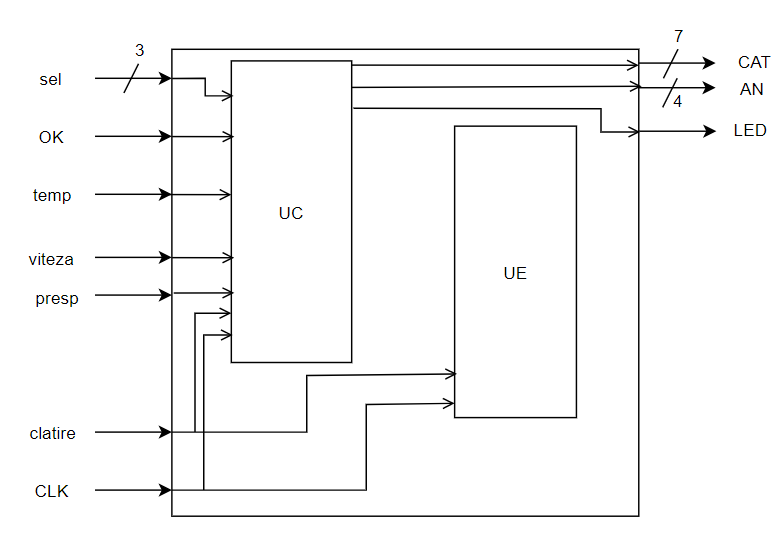 3
sel
OK
temp
viteza
presp
clatire
CLK
UC
UE
7
CAT
AN
4
LED